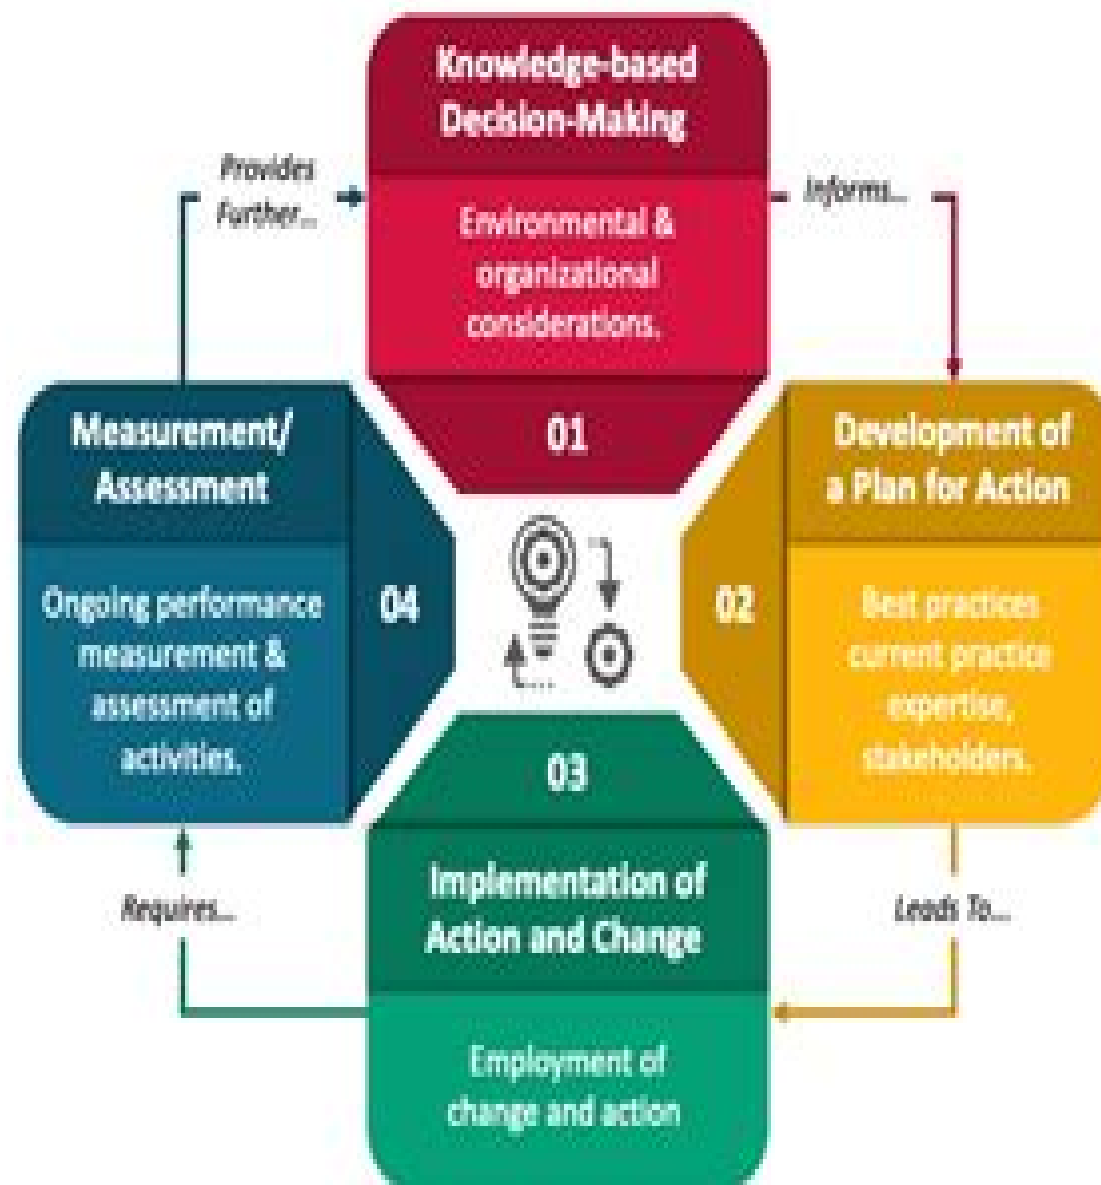 Knowledge-based
Decision-Making
Environmental &
organizational
considerations.
01
Informs...
Development of
a Plan for Action
02
Best practices
current practice
expertise,
stakeholders.
Leads To...
03
Implementation of
Action and Change
Employment of
change and action
Requires...
Measurement/
Assessment
04
Ongoing performance
measurement &
assessment of
activities.
Provides
Further...